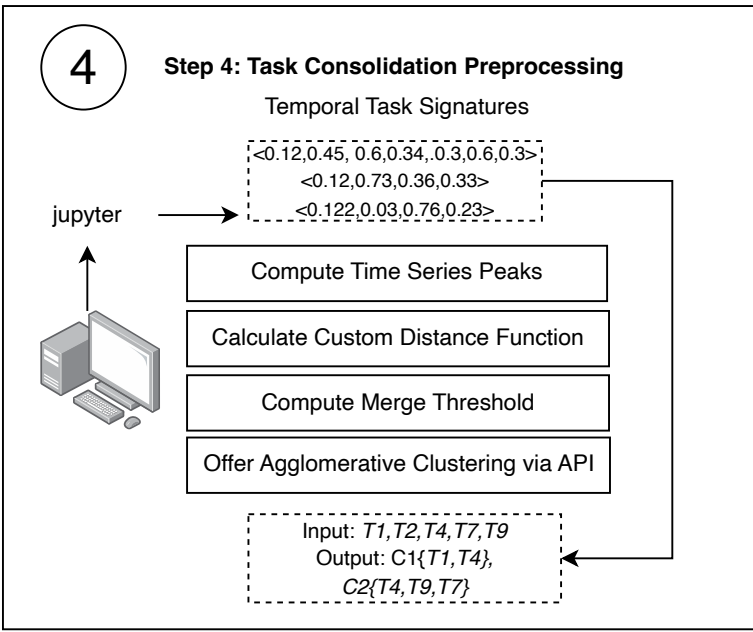 4
Step 4: Task Consolidation Preprocessing
Temporal Task Signatures
<0.12,0.45, 0.6,0.34,.0.3,0.6,0.3>
<0.12,0.73,0.36,0.33>
<0.122,0.03,0.76,0.23>
jupyter
Compute Time Series Peaks
Calculate Custom Distance Function
Compute Merge Threshold
Offer Agglomerative Clustering via API
Input: T1,T2,T4,T7,T9
Output: C1{T1,T4},
C2{T4,T9,T7}